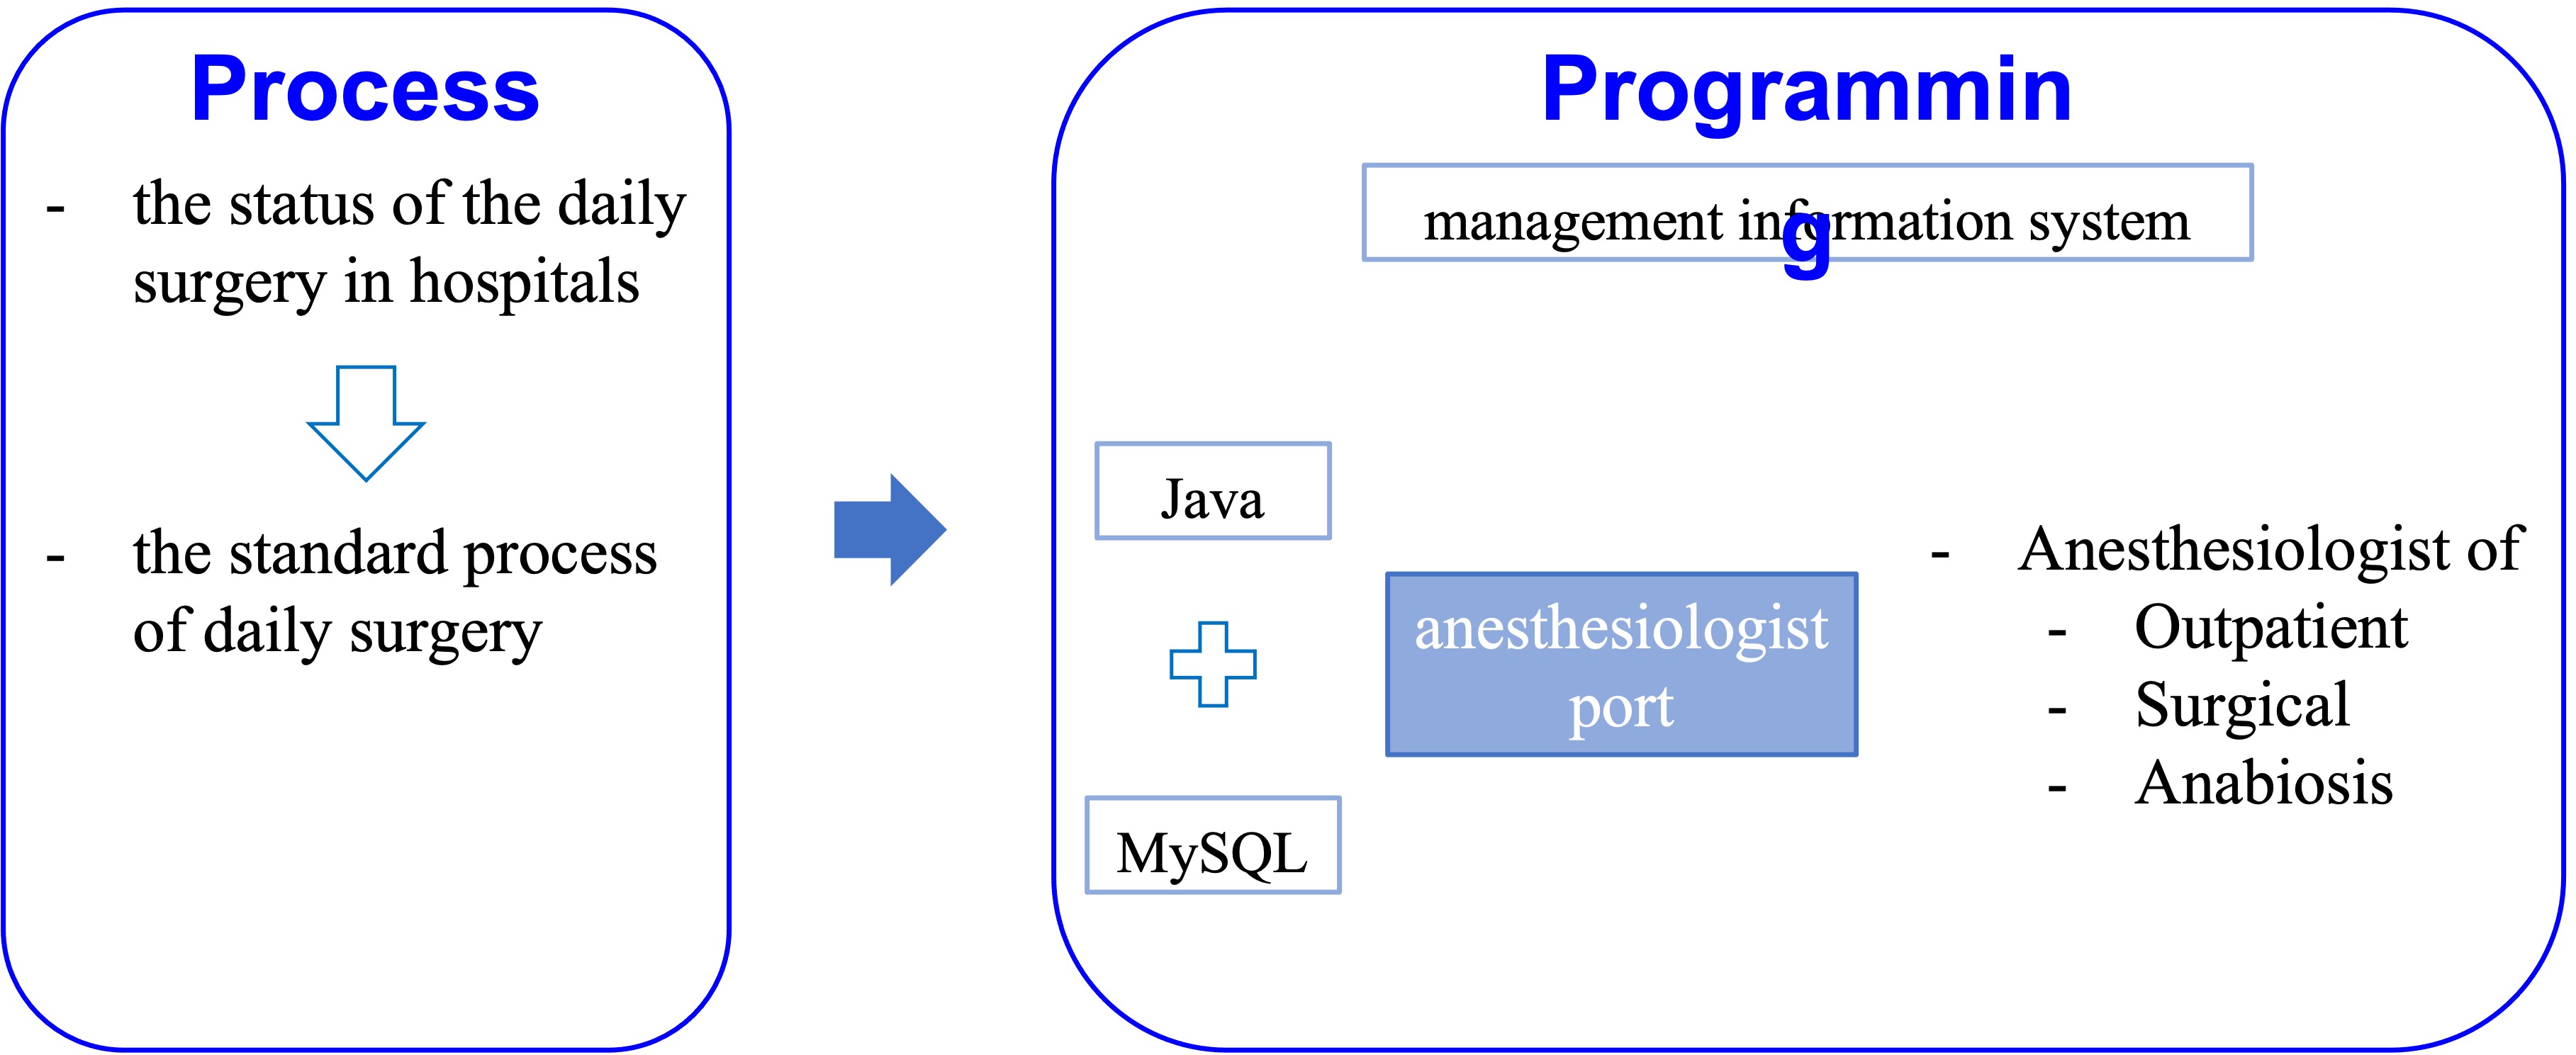 Process
- the status of the daily
surgery in hospitals
- the standard process
of daily surgery
Programmin
g
management information system
Java
MySQL
anesthesiologist
port
- Anesthesiologist of
- Outpatient
- Surgical
- Anabiosis